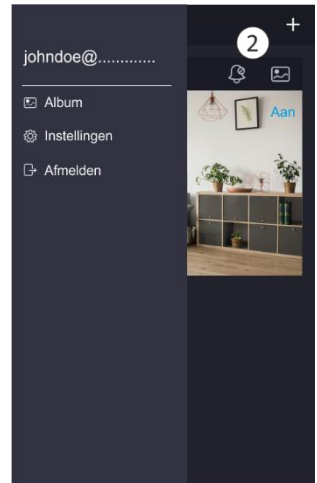 +
2
johndoe@.............
Album
Aan
Instellingen
Afmelden